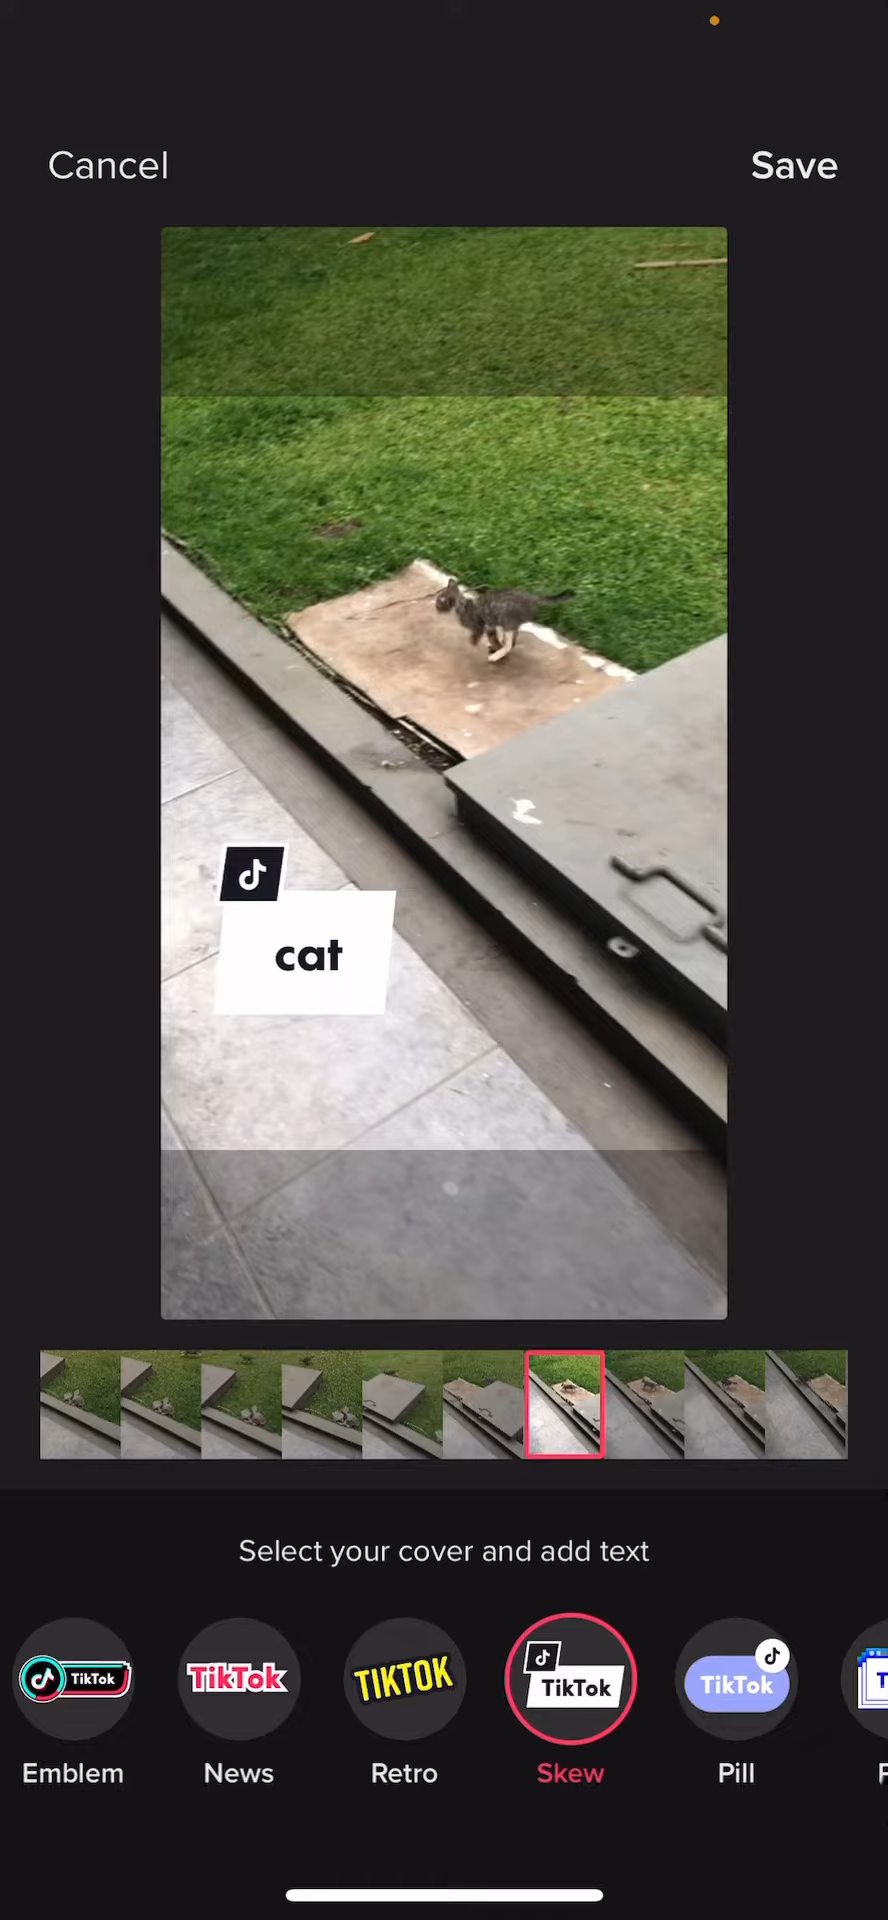 Cancel
Save
cat
Select your cover and add text
TikTok
TikTok
TIKTOK
TikTok
TikTok
Emblem
News
Retro
Skew
Pill